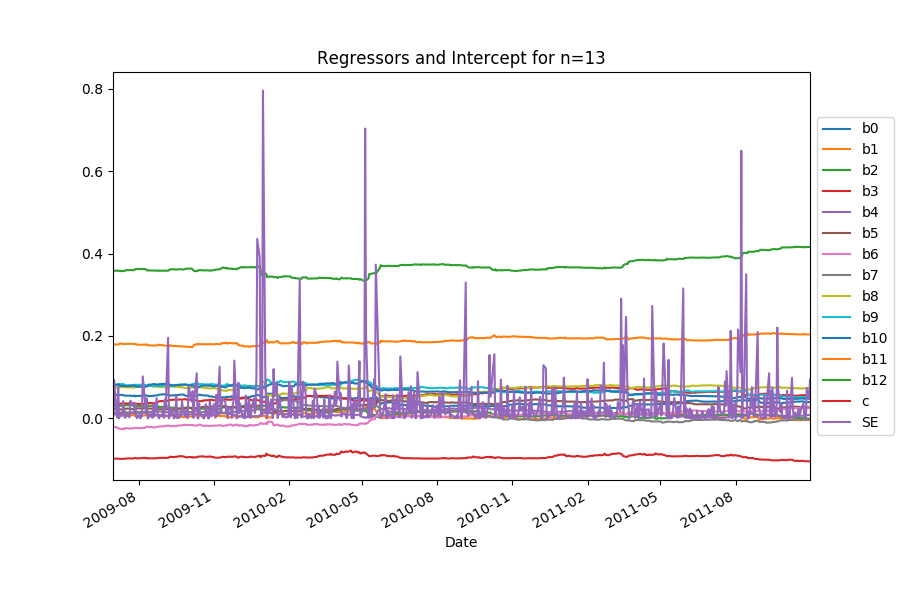 Regressors and Intercept for n=13
0.8
0.6
0.4
0.2
0.0
2009-08
2009-11
2010-02
2010-05
2010-08
2010-11
2011-02
2011-05
2011-08
Date
b0
b1
b2
b3
b4
b5
b6
b7
b8
b9
b10
b11
b12
c
SE